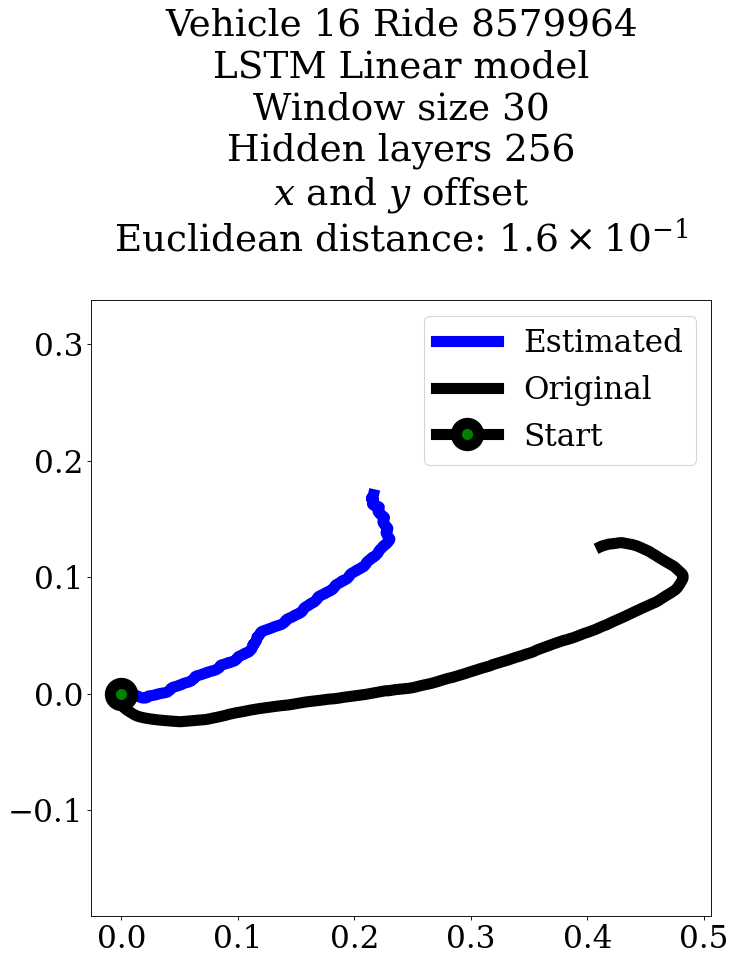 Vehicle 16 Ride 8579964
LSTM Linear model
Window size 30
Hidden layers 256
x and y offset
Euclidean distance: 1.6 × 10⁻¹
Estimated
Original
Start
0.3
0.2
0.1
0.0
−0.1
0.0 0.1 0.2 0.3 0.4 0.5